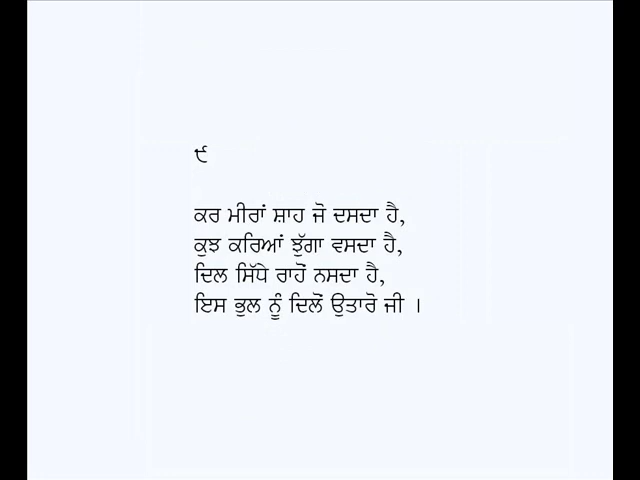 ੯
ਕਰ ਮੀਰਾਂ ਸ਼ਾਹ ਜੋ ਦਸਦਾ ਹੈ,
ਕੁਝ ਕਰਿਆਂ ਝੁੱਗਾ ਵਸਦਾ ਹੈ,
ਦਿਲ ਸਿੱਧੇ ਰਾਹੋਂ ਨਸਦਾ ਹੈ,
ਇਸ ਭੁਲ ਨੂੰ ਦਿਲੋਂ ਉਤਾਰੋ ਜੀ ।